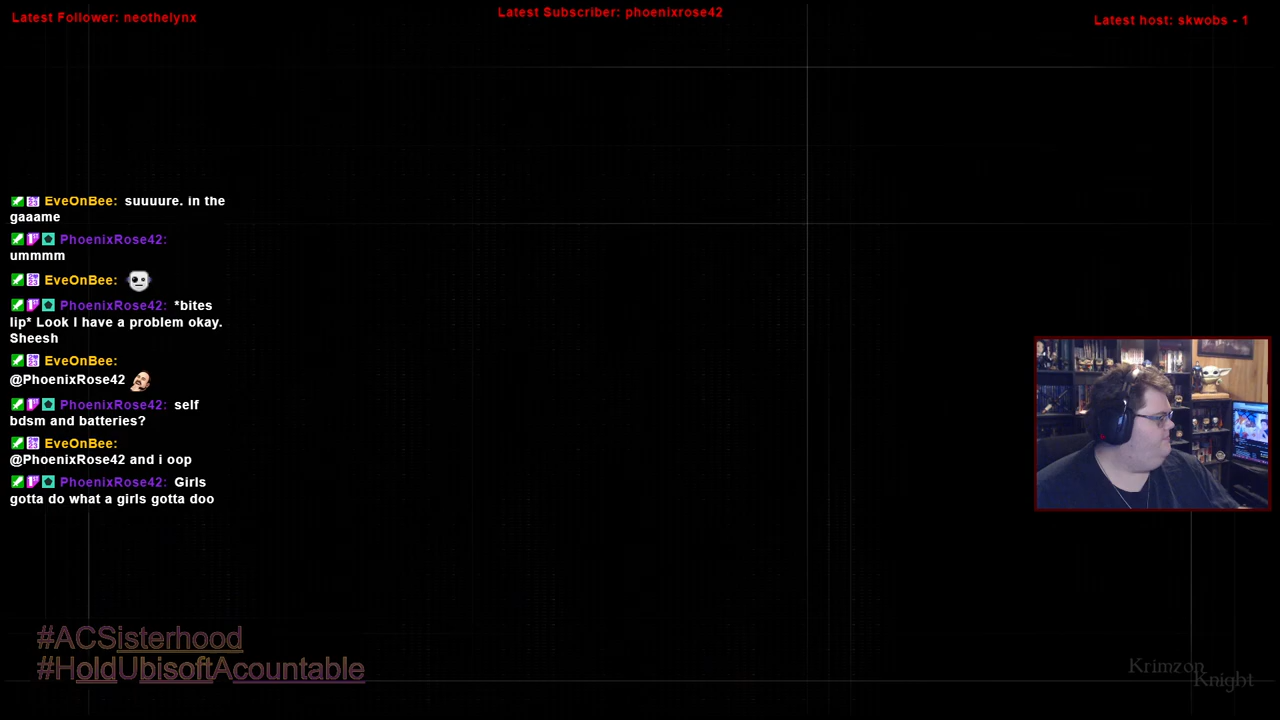 Latest Follower: neothelynx
Latest Subscriber: phoenixrose42
Latest host: skwobs - 1
EveOnBee: suuuure. in the
gaaame
PhoenixRose42:
ummmm
EveOnBee:
PhoenixRose42: *bites
lip* Look I have a problem okay.
Sheesh
EveOnBee:
@PhoenixRose42
PhoenixRose42: self
bdsm and batteries?
EveOnBee:
@PhoenixRose42 and i oop
PhoenixRose42: Girls
gotta do what a girls gotta doo
#ACSisterhood
#HoldUbisoftAcountable
Krimzon
Knight